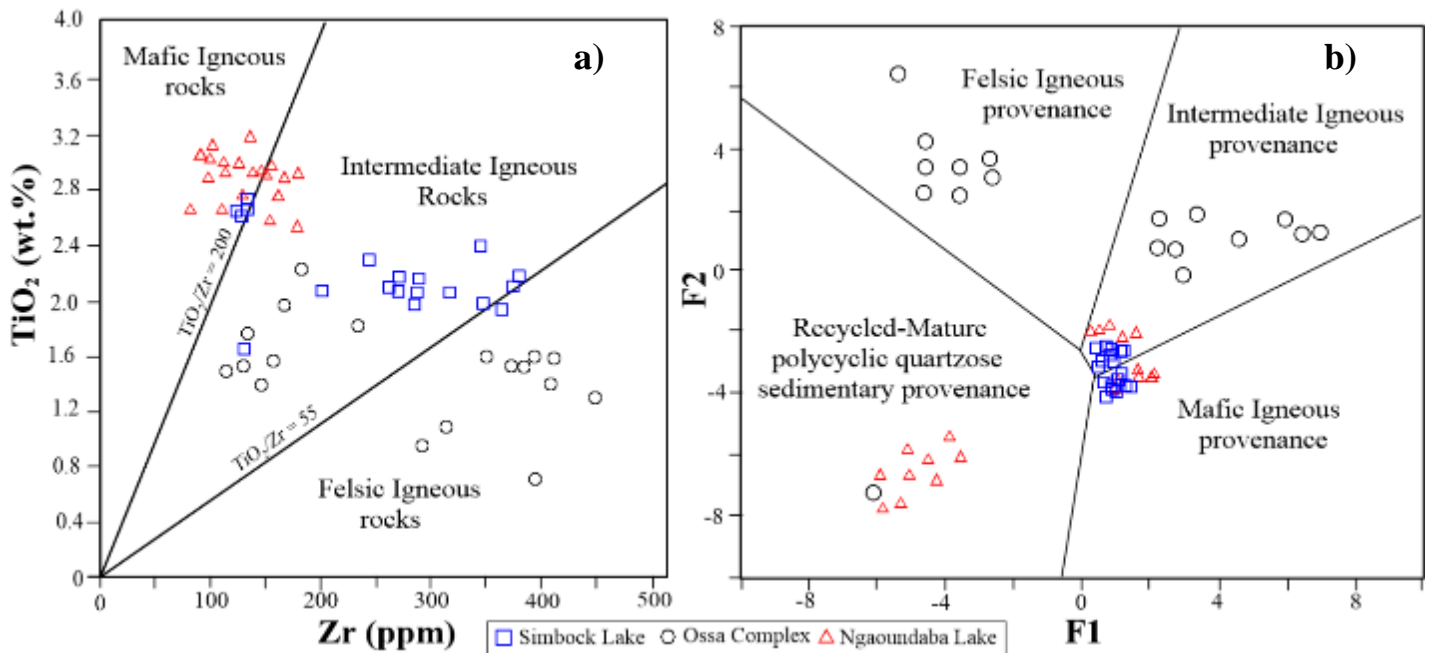 a)
TiO2 (wt.%)
4.0
3.6
3.2
2.8
2.4
2.0
1.6
1.2
0.8
0.4
0
Mafic Igneous
rocks
Intermediate Igneous
Rocks
Felsic Igneous
rocks
TiO2/Zr = 200
TiO2/Zr = 55
0 100 200 300 400 500
Zr (ppm)
b)
F2
8
4
0
-4
-8
Felsic Igneous
provenance
Intermediate Igneous
provenance
Recycled-Mature
polycyclic quartzose
sedimentary provenance
Mafic Igneous
provenance
-8 -4 0 4 8
F1
Simbock Lake Ossa Complex Ngaoundaba Lake